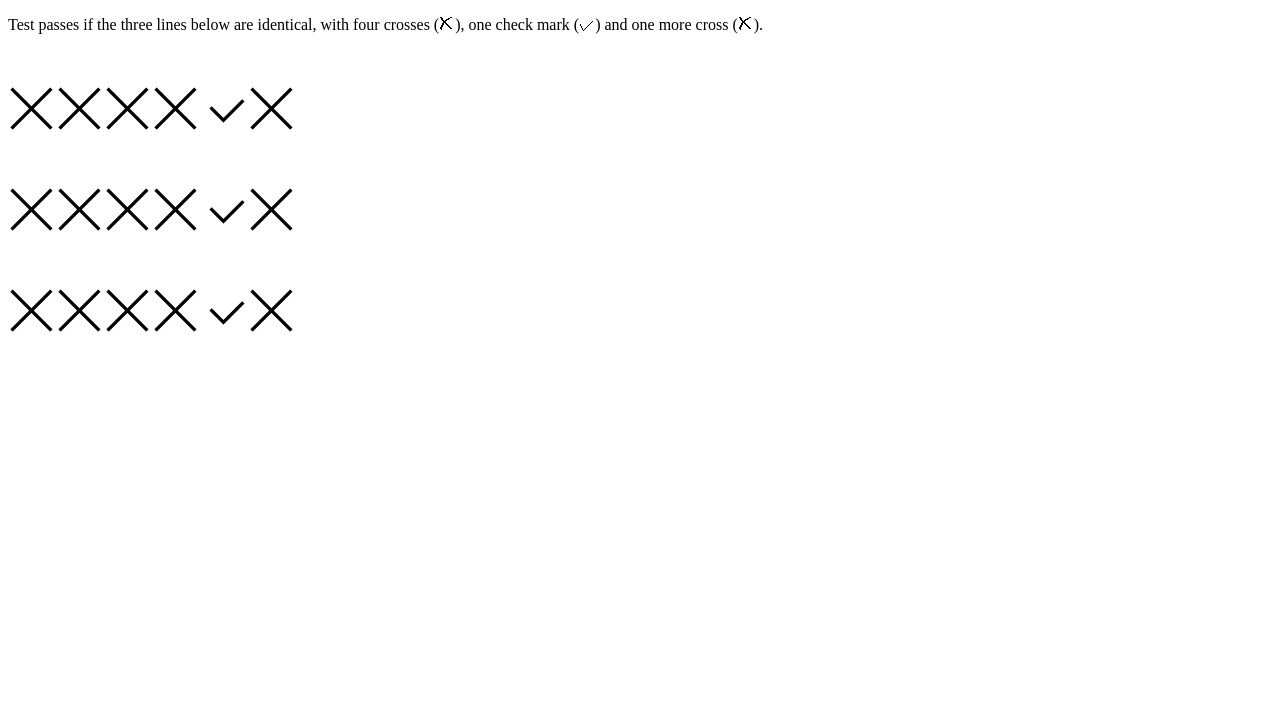 Test passes if the three lines below are identical, with four crosses (☓), one check mark (✓) and one more cross (☓).
☓☓☓☓✓☓
☓☓☓☓✓☓
☓☓☓☓✓☓